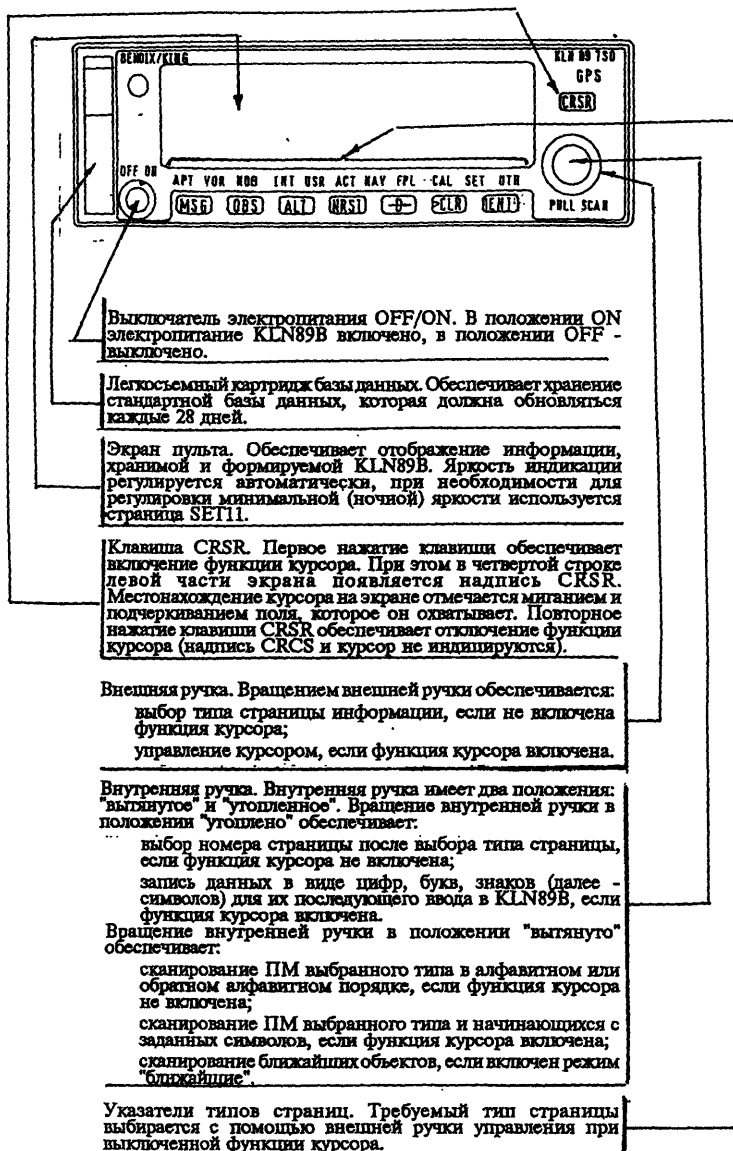 BENDIX/KING
KLN 89 TSO
GPS
CRSR
OFF ON
APT VOR NDB INT USR ACT NAV FPL CAL SET OTH
MSG OBS ALT NRST -D- >CLR ENT
PULL SCAN
Выключатель электропитания OFF/ON. В положении ON
электропитание KLN89B включено, в положении OFF -
выключено.
Легкосъемный картридж базы данных. Обеспечивает хранение
стандартной базы данных, которая должна обновляться
каждые 28 дней.
Экран пульта. Обеспечивает отображение информации,
хранимой и формируемой KLN89B. Яркость индикации
регулируется автоматически, при необходимости для
регулировки минимальной (ночной) яркости используется
страница SET11.
Клавиша CRSR. Первое нажатие клавиши обеспечивает
включение функции курсора. При этом в четвертой строке
левой части экрана появляется надпись CRSR.
Местонахождение курсора на экране отмечается миганием и
подчеркиванием поля, которое он охватывает. Повторное
нажатие клавиши CRSR обеспечивает отключение функции
курсора (надпись CRCS и курсор не индицируются).
Внешняя ручка. Вращением внешней ручки обеспечивается:
выбор типа страницы информации, если не включена
функция курсора;
управление курсором, если функция курсора включена.
Внутренняя ручка. Внутренняя ручка имеет два положения:
"вытянутое" и "утопленное". Вращение внутренней ручки в
положении "утоплено" обеспечивает:
выбор номера страницы после выбора типа страницы,
если функция курсора не включена;
запись данных в виде цифр, букв, знаков (далее -
символов) для их последующего ввода в KLN89B, если
функция курсора включена.
Вращение внутренней ручки в положении "вытянуто"
обеспечивает:
сканирование ПМ выбранного типа в алфавитном или
обратном алфавитном порядке, если функция курсора
не включена;
сканирование ПМ выбранного типа и начинающихся с
заданных символов, если функция курсора включена;
сканирование ближайших объектов, если включен режим
"ближайшие".
Указатели типов страниц. Требуемый тип страницы
выбирается с помощью внешней ручки управления при
выключенной функции курсора.